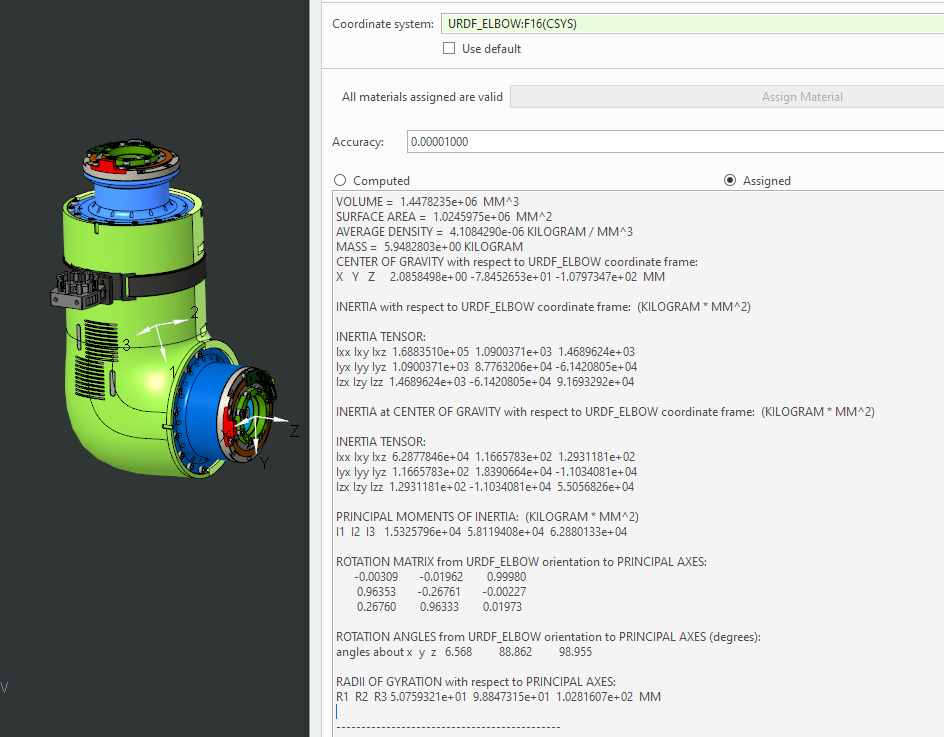 Coordinate system: URDF_ELBOW:F16(CSYS)
Use default
All materials assigned are valid Assign Material
Accuracy: 0.00001000
Computed Assigned
VOLUME = 1.4478235e+06 MM^3
SURFACE AREA = 1.0245975e+06 MM^2
AVERAGE DENSITY = 4.1084290e-06 KILOGRAM / MM^3
MASS = 5.9482803e+00 KILOGRAM
CENTER OF GRAVITY with respect to URDF_ELBOW coordinate frame:
X Y Z 2.0858498e+00 -7.8452653e+01 -1.0797347e+02 MM
INERTIA with respect to URDF_ELBOW coordinate frame: (KILOGRAM * MM^2)
INERTIA TENSOR:
Ixx Ixy Ixz 1.6883510e+05 1.0900371e+03 1.4689624e+03
Iyx Iyy Iyz 1.0900371e+03 8.7763206e+04 -6.1420805e+04
Izx Izy Izz 1.4689624e+03 -6.1420805e+04 9.1693292e+04
INERTIA at CENTER OF GRAVITY with respect to URDF_ELBOW coordinate frame: (KILOGRAM * MM^2)
INERTIA TENSOR:
Ixx Ixy Ixz 6.2877846e+04 1.1665783e+02 1.2931181e+02
Iyx Iyy Iyz 1.1665783e+02 1.8390664e+04 -1.1034081e+04
Izx Izy Izz 1.2931181e+02 -1.1034081e+04 5.5056826e+04
PRINCIPAL MOMENTS OF INERTIA: (KILOGRAM * MM^2)
I1 I2 I3 1.5325796e+04 5.8119408e+04 6.2880133e+04
ROTATION MATRIX from URDF_ELBOW orientation to PRINCIPAL AXES:
-0.00309 -0.01962 0.99980
0.96353 -0.26761 -0.00227
0.26760 0.96333 0.01973
ROTATION ANGLES from URDF_ELBOW orientation to PRINCIPAL AXES (degrees):
angles about x y z 6.568 88.862 98.955
RADII OF GYRATION with respect to PRINCIPAL AXES:
R1 R2 R3 5.0759321e+01 9.8847315e+01 1.0281607e+02 MM
---------------------------------------------
2
3
1
X
Z
Y
V